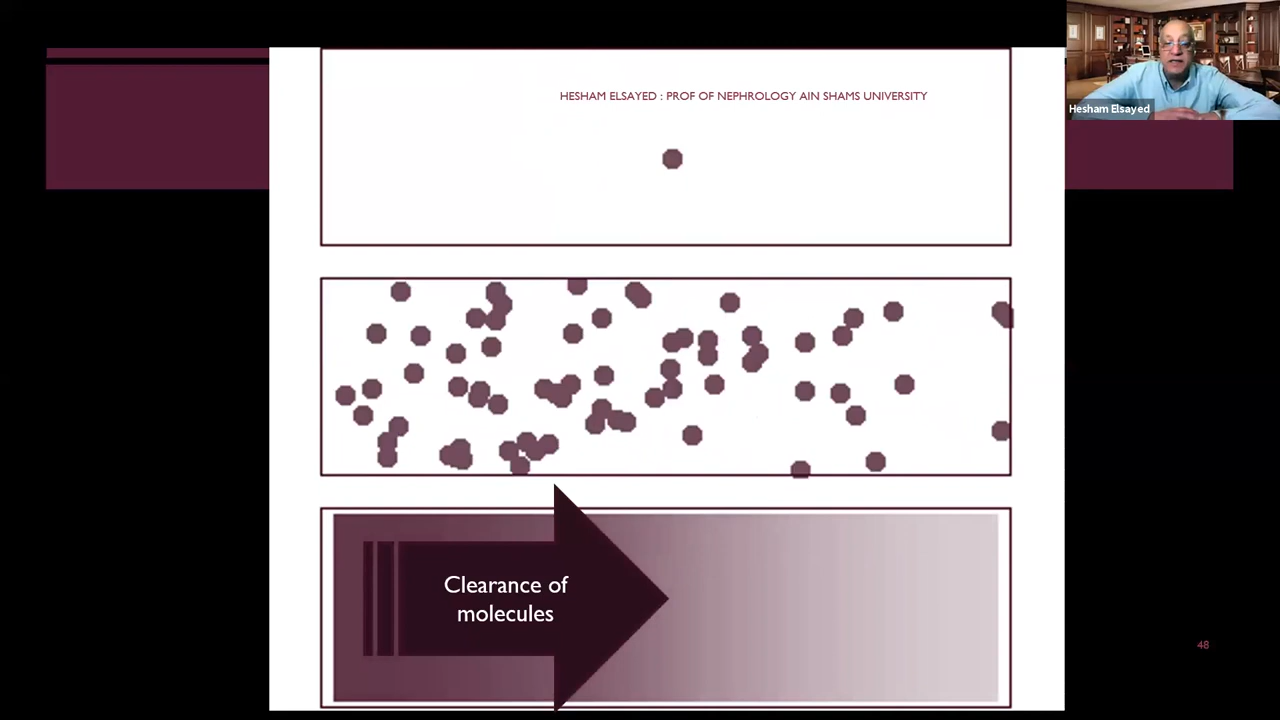 HESHAM ELSAYED : PROF OF NEPHROLOGY AIN SHAMS UNIVERSITY
Hesham Elsayed
Clearance of
molecules
48